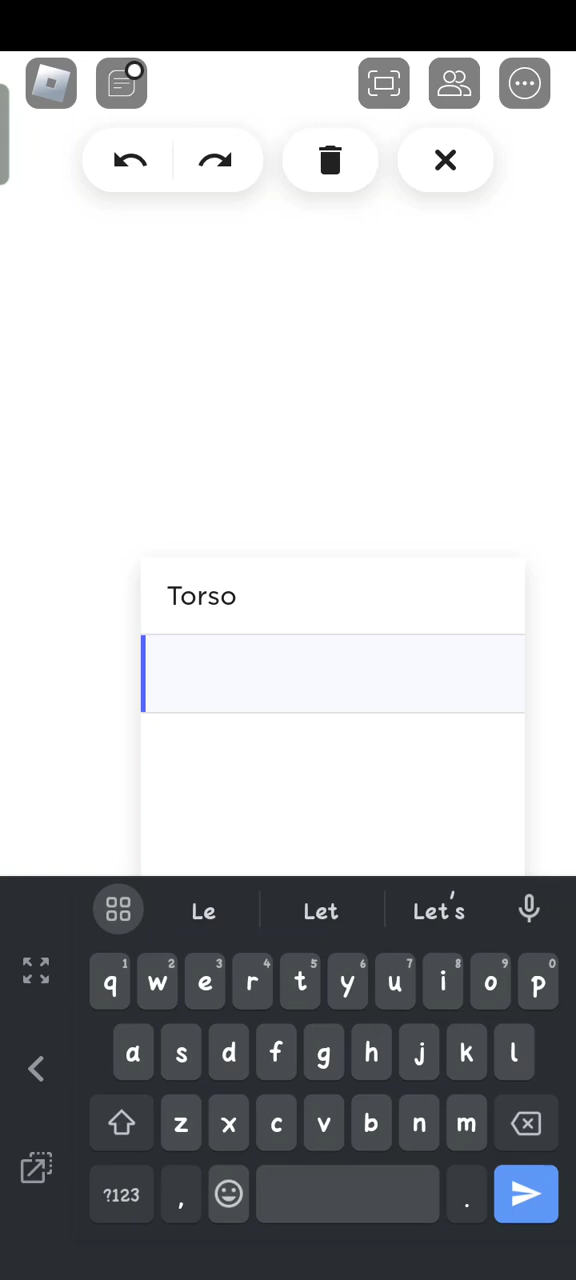 Torso
Le Let Let's
1 2 3 4 5 6 7 8 9 0
q w e r t y u i o p
a s d f g h j k l
z x c v b n m
?123 , .